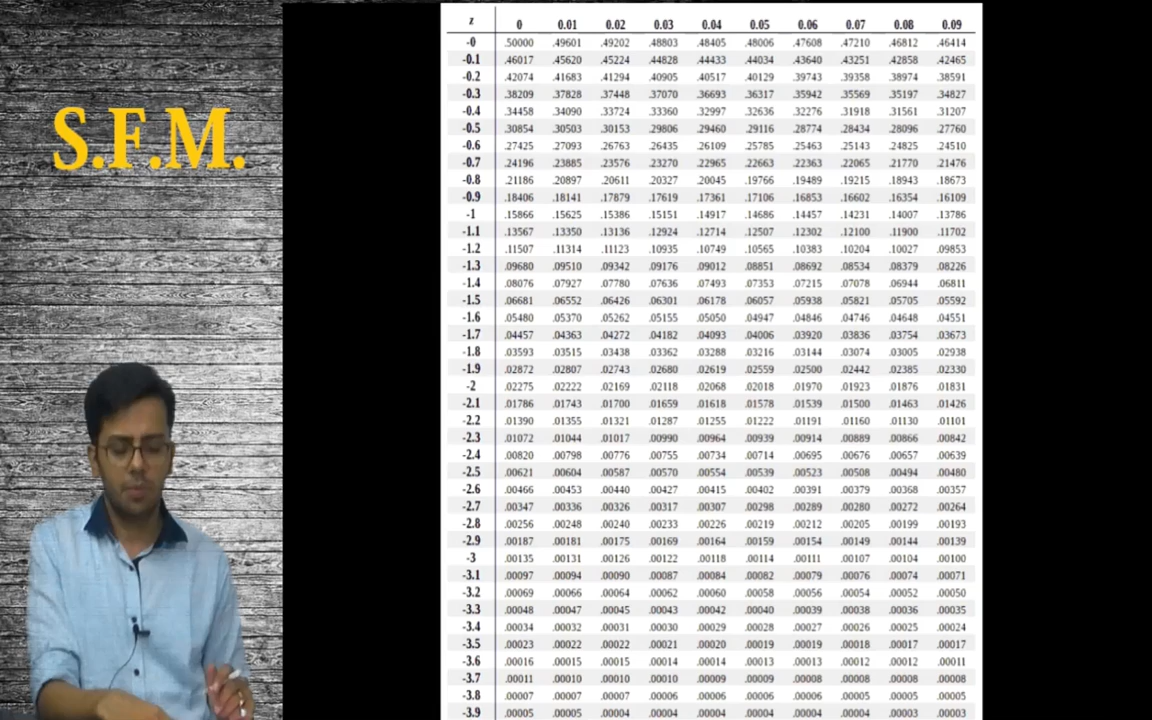 S.F.M.
z 0 0.01 0.02 0.03 0.04 0.05 0.06 0.07 0.08 0.09
-0 .50000 .49601 .49202 .48803 .48405 .48006 .47608 .47210 .46812 .46414
-0.1 .46017 .45620 .45224 .44828 .44433 .44034 .43640 .43251 .42858 .42465
-0.2 .42074 .41683 .41294 .40905 .40517 .40129 .39743 .39358 .38974 .38591
-0.3 .38209 .37828 .37448 .37070 .36693 .36317 .35942 .35569 .35197 .34827
-0.4 .34458 .34090 .33724 .33360 .32997 .32636 .32276 .31918 .31561 .31207
-0.5 .30854 .30503 .30153 .29806 .29460 .29116 .28774 .28434 .28096 .27760
-0.6 .27425 .27093 .26763 .26435 .26109 .25785 .25463 .25143 .24825 .24510
-0.7 .24196 .23885 .23576 .23270 .22965 .22663 .22363 .22065 .21770 .21476
-0.8 .21186 .20897 .20611 .20327 .20045 .19766 .19489 .19215 .18943 .18673
-0.9 .18406 .18141 .17879 .17619 .17361 .17106 .16853 .16602 .16354 .16109
-1 .15866 .15625 .15386 .15151 .14917 .14686 .14457 .14231 .14007 .13786
-1.1 .13567 .13350 .13136 .12924 .12714 .12507 .12302 .12100 .11900 .11702
-1.2 .11507 .11314 .11123 .10935 .10749 .10565 .10383 .10204 .10027 .09853
-1.3 .09680 .09510 .09342 .09176 .09012 .08851 .08692 .08534 .08379 .08226
-1.4 .08076 .07927 .07780 .07636 .07493 .07353 .07215 .07078 .06944 .06811
-1.5 .06681 .06552 .06426 .06301 .06178 .06057 .05938 .05821 .05705 .05592
-1.6 .05480 .05370 .05262 .05155 .05050 .04947 .04846 .04746 .04648 .04551
-1.7 .04457 .04363 .04272 .04182 .04093 .04006 .03920 .03836 .03754 .03673
-1.8 .03593 .03515 .03438 .03362 .03288 .03216 .03144 .03074 .03005 .02938
-1.9 .02872 .02807 .02743 .02680 .02619 .02559 .02500 .02442 .02385 .02330
-2 .02275 .02222 .02169 .02118 .02068 .02018 .01970 .01923 .01876 .01831
-2.1 .01786 .01743 .01700 .01659 .01618 .01578 .01539 .01500 .01463 .01426
-2.2 .01390 .01355 .01321 .01287 .01255 .01222 .01191 .01160 .01130 .01101
-2.3 .01072 .01044 .01017 .00990 .00964 .00939 .00914 .00889 .00866 .00842
-2.4 .00820 .00798 .00776 .00755 .00734 .00714 .00695 .00676 .00657 .00639
-2.5 .00621 .00604 .00587 .00570 .00554 .00539 .00523 .00508 .00494 .00480
-2.6 .00466 .00453 .00440 .00427 .00415 .00402 .00391 .00379 .00368 .00357
-2.7 .00347 .00336 .00326 .00317 .00307 .00298 .00289 .00280 .00272 .00264
-2.8 .00256 .00248 .00240 .00233 .00226 .00219 .00212 .00205 .00199 .00193
-2.9 .00187 .00181 .00175 .00169 .00164 .00159 .00154 .00149 .00144 .00139
-3 .00135 .00131 .00126 .00122 .00118 .00114 .00111 .00107 .00104 .00100
-3.1 .00097 .00094 .00090 .00087 .00084 .00082 .00079 .00076 .00074 .00071
-3.2 .00069 .00066 .00064 .00062 .00060 .00058 .00056 .00054 .00052 .00050
-3.3 .00048 .00047 .00045 .00043 .00042 .00040 .00039 .00038 .00036 .00035
-3.4 .00034 .00032 .00031 .00030 .00029 .00028 .00027 .00026 .00025 .00024
-3.5 .00023 .00022 .00022 .00021 .00020 .00019 .00019 .00018 .00017 .00017
-3.6 .00016 .00015 .00015 .00014 .00014 .00013 .00013 .00012 .00012 .00011
-3.7 .00011 .00010 .00010 .00010 .00009 .00009 .00008 .00008 .00008 .00008
-3.8 .00007 .00007 .00007 .00006 .00006 .00006 .00006 .00005 .00005 .00005
-3.9 .00005 .00005 .00004 .00004 .00004 .00004 .00004 .00004 .00003 .00003